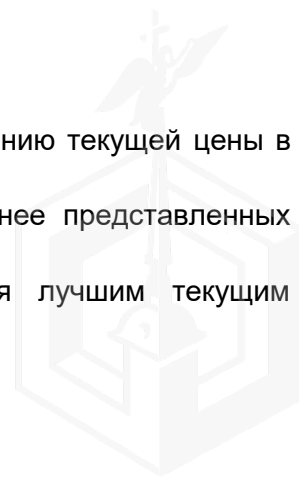 нию текущей цены в
нее представленных
я лучшим текущим